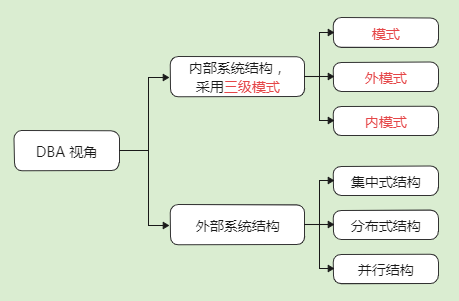 DBA 视角
内部系统结构，
采用三级模式
模式
外模式
内模式
外部系统结构
集中式结构
分布式结构
并行结构